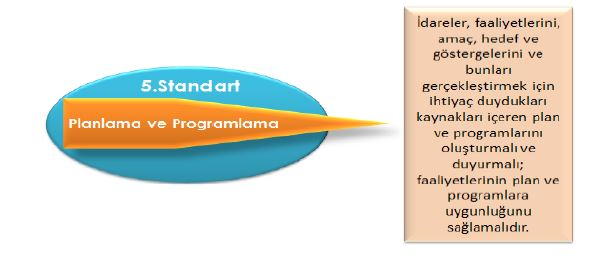 5.Standart
Planlama ve Programlama
İdareler, faaliyetlerini,
amaç, hedef ve
göstergelerini ve
bunları
gerçekleştirmek için
ihtiyaç duydukları
kaynakları içeren plan
ve programlarını
oluşturmalı ve
duyurmalı;
faaliyetlerinin plan ve
programlara
uygunluğunu
sağlamalıdır.